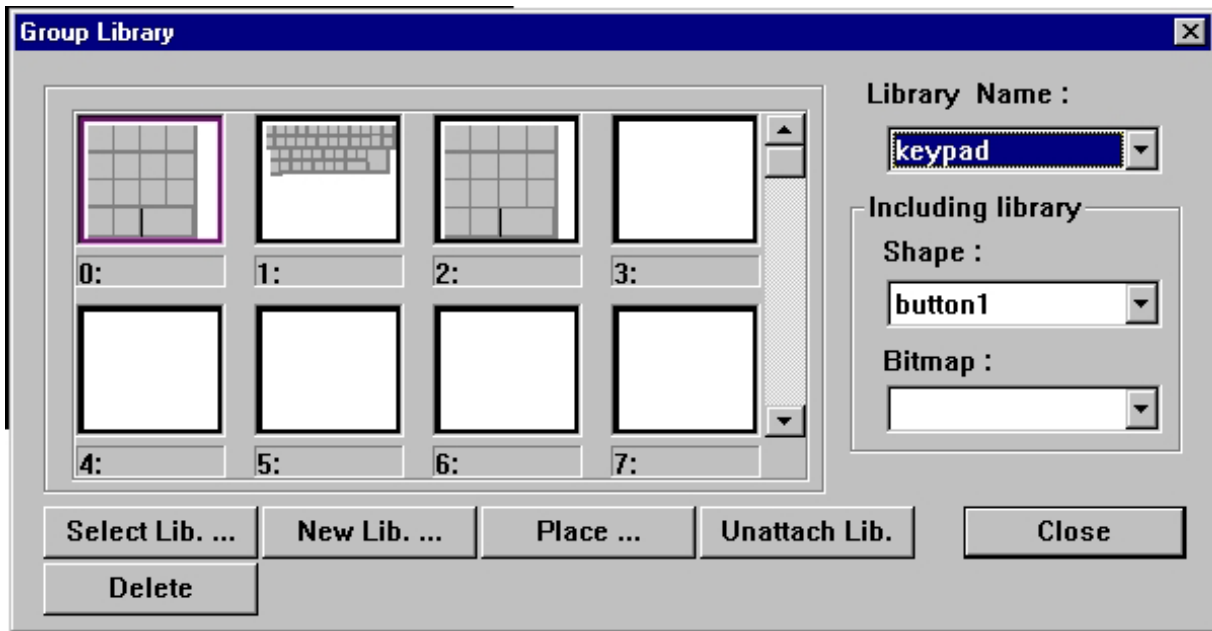 Group Library
Library Name :
keypad
Including library
0:
1:
2:
3:
Shape :
button1
Bitmap :
4:
5:
6:
7:
Select Lib. ...
New Lib. ...
Place ...
Unattach Lib.
Close
Delete